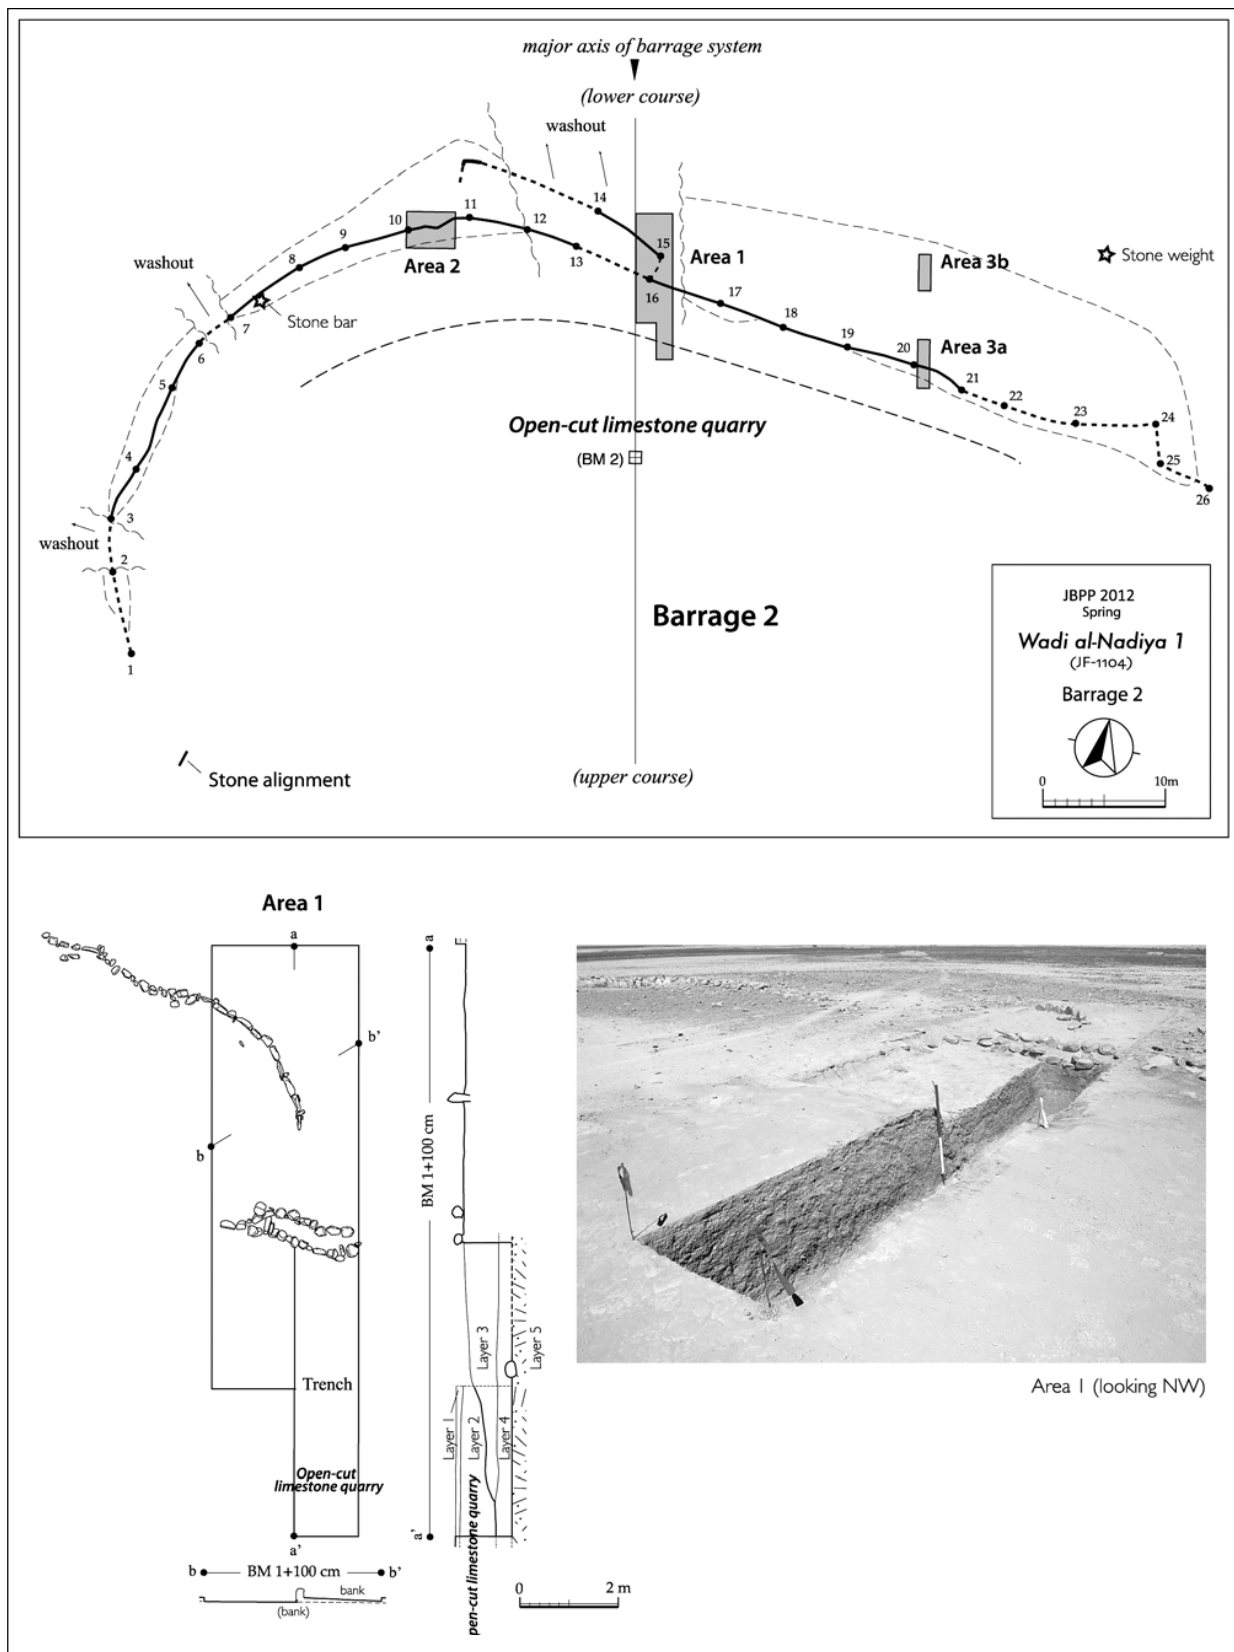 major axis of barrage system
(lower course)
washout
14
11
10
12
9
13
15
Area 1
Area 2
8
16
Area 3b
Stone weight
washout
17
7
Stone bar
18
6
19
Area 3a
20
5
21
22
23
24
Open-cut limestone quarry
(BM 2)
4
25
26
3
washout
2
Barrage 2
1
JBPP 2012
Spring
Wadi al-Nadiya 1
(JF-1104)
Barrage 2
0 10m
Stone alignment
(upper course)
Area 1
a
a
b'
b
BM 1+100 cm
Layer 3
Layer 5
Trench
Layer 1
Layer 2
Layer 4
Open-cut
limestone quarry
pen-cut limestone quarry
a'
a'
b BM 1+100 cm b'
bank
(bank)
0 2 m
Area 1 (looking NW)